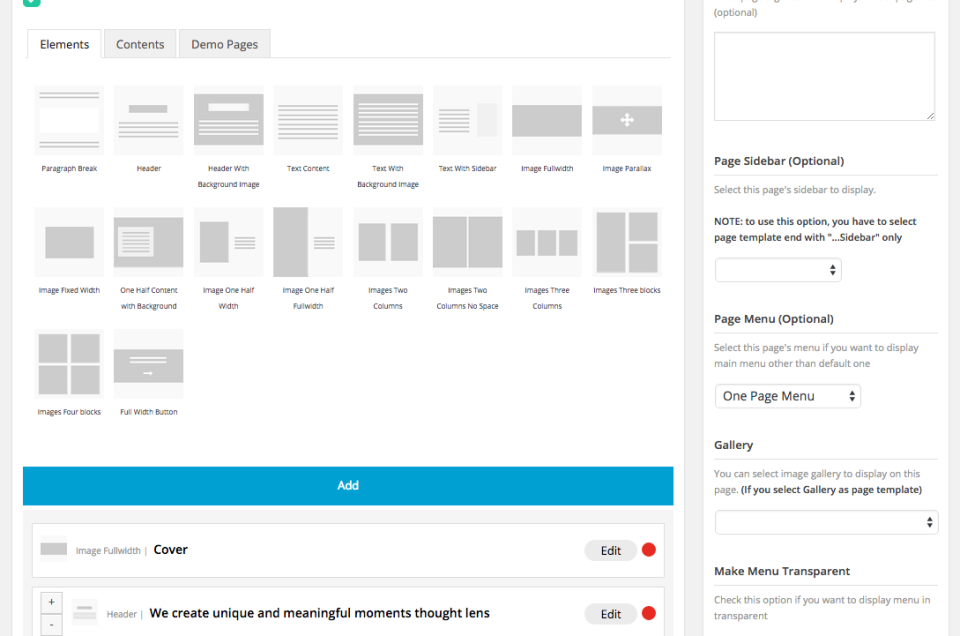 Elements
Contents
Demo Pages
Paragraph Break
Header
Header With
Background Image
Text Content
Text With
Background Image
Text With Sidebar
Image Fullwidth
Image Parallax
Image Fixed Width
One Half Content
with Background
Image One Half
Width
Image One Half
Fullwidth
Images Two
Columns
Images Two
Columns No Space
Images Three
Columns
Images Three blocks
Images Four blocks
Full Width Button
Add
Image Fullwidth | Cover
Edit
+
-
Header | We create unique and meaningful moments thought lens
Edit
(optional)
Page Sidebar (Optional)
Select this page's sidebar to display.
NOTE: to use this option, you have to select
page template end with "...Sidebar" only
Page Menu (Optional)
Select this page's menu if you want to display
main menu other than default one
One Page Menu
Gallery
You can select image gallery to display on this
page. (If you select Gallery as page template)
Make Menu Transparent
Check this option if you want to display menu in
transparent